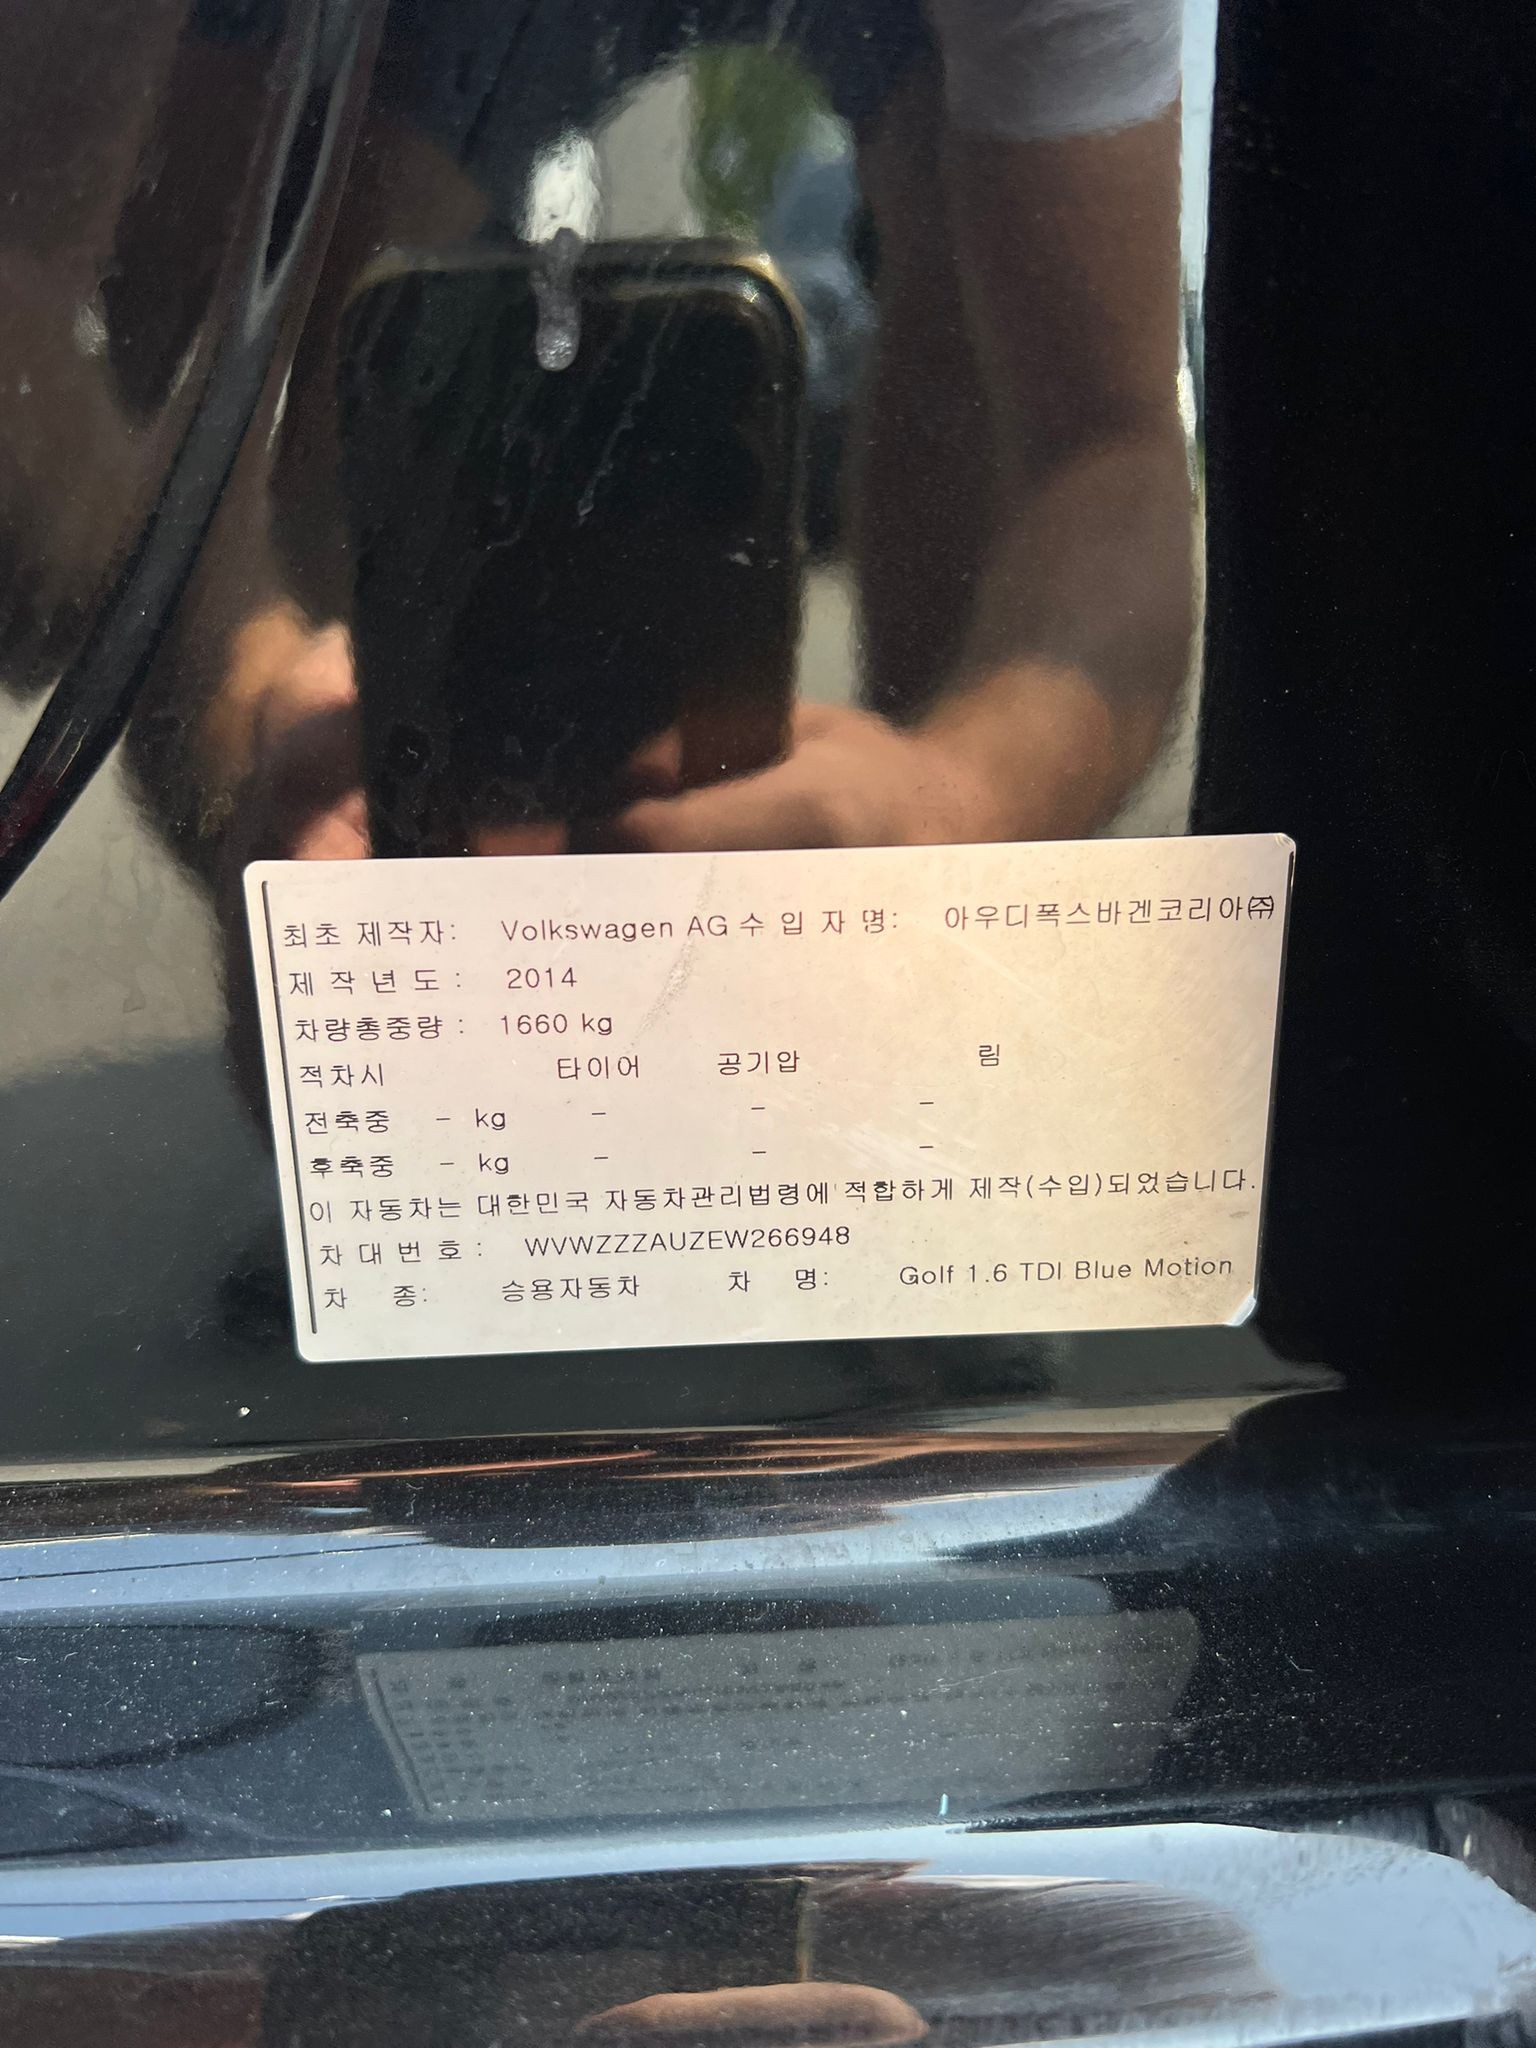 최초 제작자: Volkswagen AG 수 입 자 명: 아우디폭스바겐코리아㈜
제 작 년 도 : 2014
차량총중량 : 1660 kg
적차시 타이어 공기압 림
전축중 - kg - - -
후축중 - kg - - -
이 자동차는 대한민국 자동차관리법령에 적합하게 제작(수입)되었습니다.
차 대 번 호 : WVWZZZAUZEW266948
차 종: 승용자동차 차 명: Golf 1.6 TDI Blue Motion